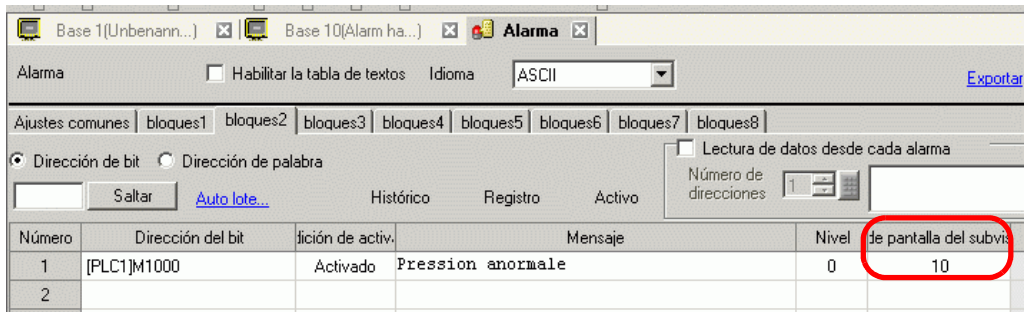 Base 1(Unbenann...) Base 10(Alarm ha...) Alarma
Alarma Habilitar la tabla de textos Idioma ASCII Exportar
Ajustes comunes bloques1 bloques2 bloques3 bloques4 bloques5 bloques6 bloques7 bloques8
Dirección de bit Dirección de palabra Lectura de datos desde cada alarma
Saltar Auto lote... Histórico Registro Activo Número de direcciones 1
Número Dirección del bit dición de activ. Mensaje Nivel de pantalla del subvis
1 [PLC1]M1000 Activado Pression anormale 0 10
2